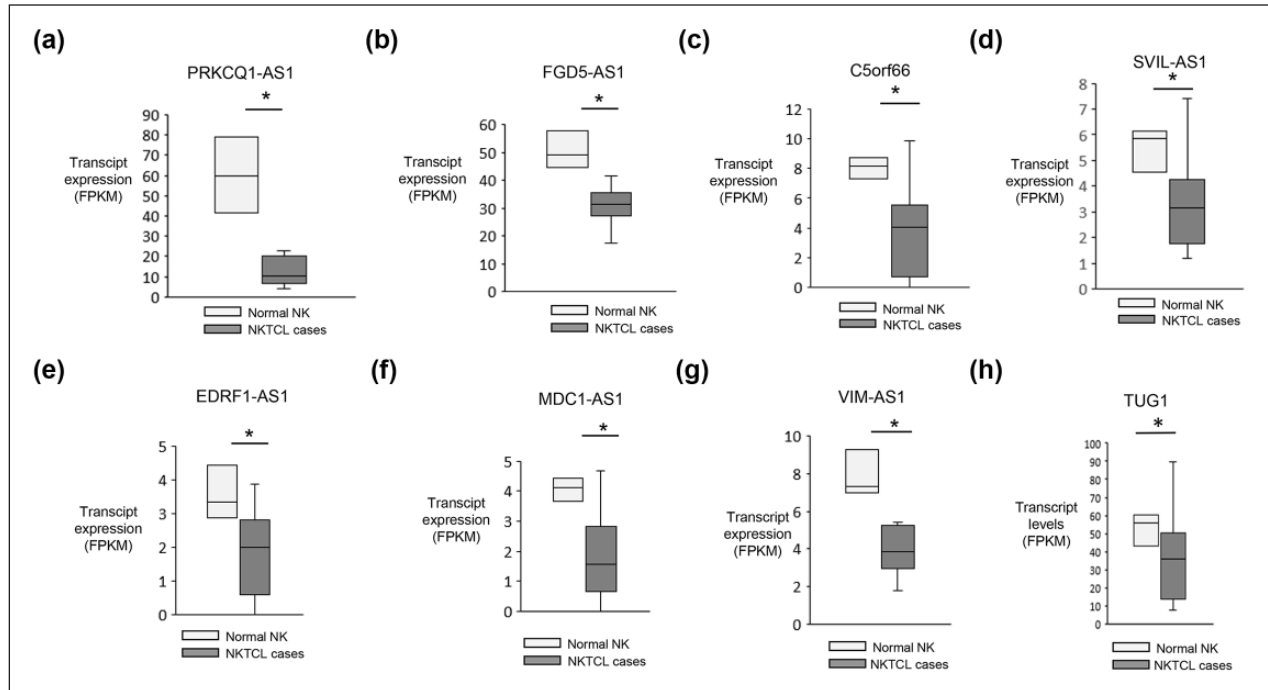 (a)
PRKCQ1-AS1
*
90
80
70
60
50
40
30
20
10
0
Transcipt
expression
(FPKM)
Normal NK
NKTCL cases
(b)
FGD5-AS1
*
60
50
40
30
20
10
0
Transcipt
expression
(FPKM)
Normal NK
NKTCL cases
(c)
C5orf66
*
12
10
8
6
4
2
0
Transcript
expression
(FPKM)
Normal NK
NKTCL cases
(d)
SVIL-AS1
*
8
7
6
5
4
3
2
1
0
Transcript
expression
(FPKM)
Normal NK
NKTCL cases
(e)
EDRF1-AS1
*
5
4
3
2
1
0
Transcript
expression
(FPKM)
Normal NK
NKTCL cases
(f)
MDC1-AS1
*
5
4
3
2
1
0
Transcript
expression
(FPKM)
Normal NK
NKTCL cases
(g)
VIM-AS1
*
10
8
6
4
2
0
Transcript
expression
(FPKM)
Normal NK
NKTCL cases
(h)
TUG1
*
100
90
80
70
60
50
40
30
20
10
0
Transcript
levels
(FPKM)
Normal NK
NKTCL cases